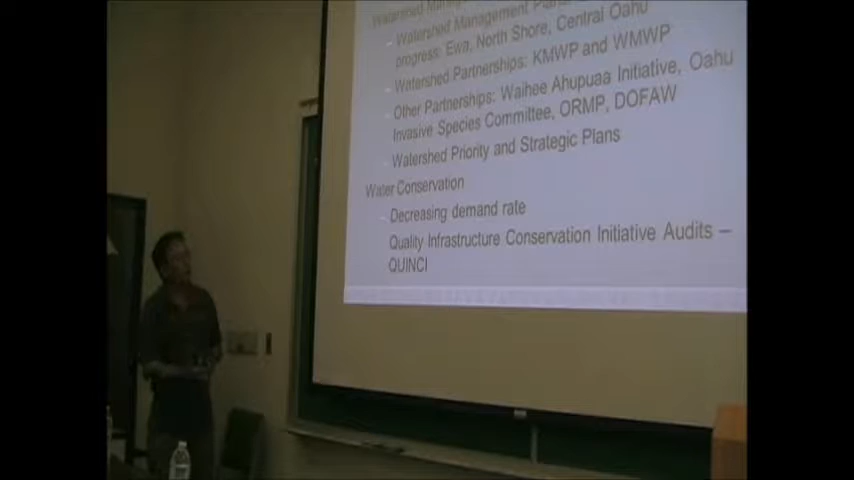 Watershed
Watershed Management Plans
progress: Ewa, North Shore, Central Oahu
Watershed Partnerships: KMWP and WMWP
Other Partnerships: Waihee Ahupuaa Initiative, Oahu
Invasive Species Committee, ORMP, DOFAW
Watershed Priority and Strategic Plans
Water Conservation
Decreasing demand rate
Quality Infrastructure Conservation Initiative Audits –
QUINCI